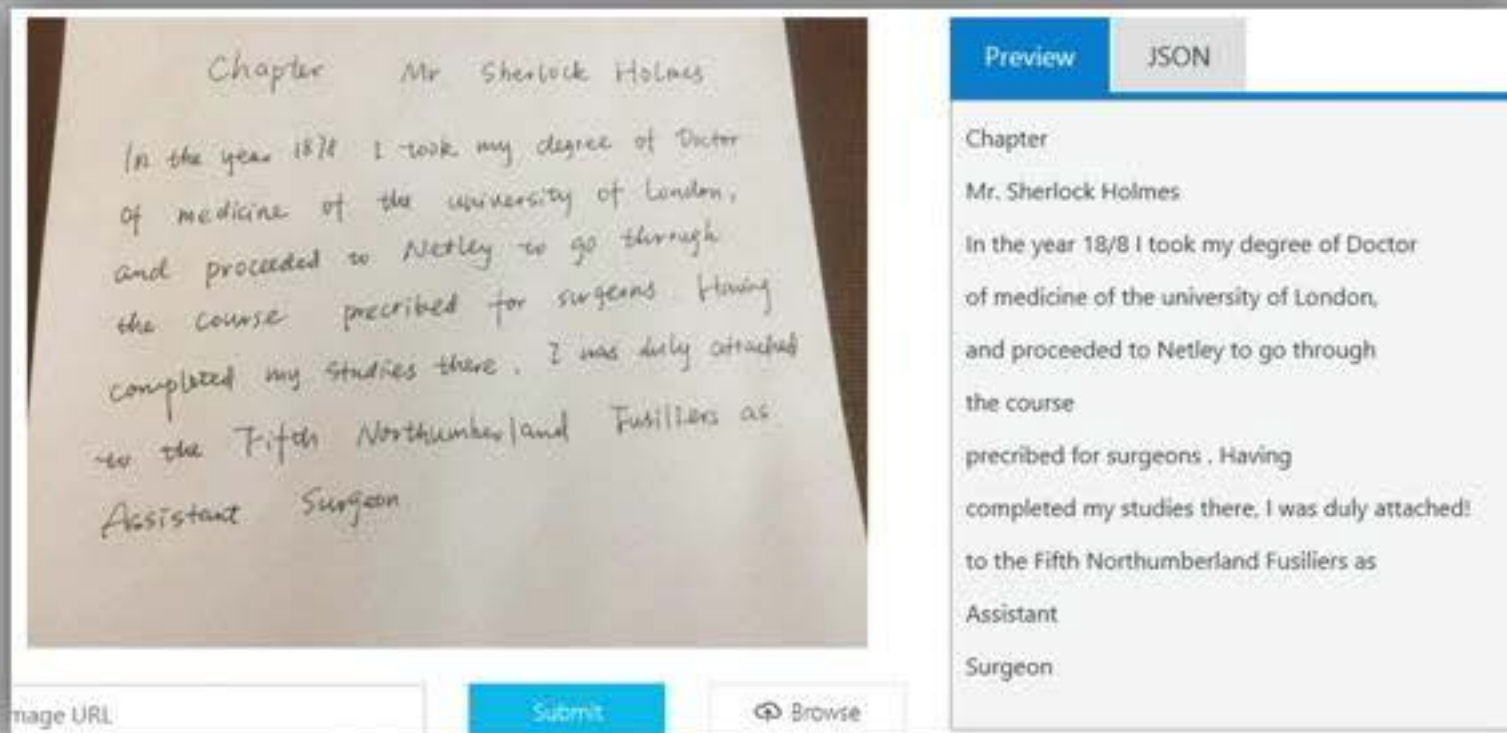 Chapter Mr Sherlock Holmes
In the year 1878 I took my degree of Doctor
of medicine of the university of London,
and proceeded to Netley to go through
the course precribed for surgeons Having
completed my studies there, I was duly attached
to the Fifth Northumberland Fusiliers as
Assistant Surgeon
mage URL
Submit
Browse
Preview JSON
Chapter
Mr. Sherlock Holmes
In the year 18/8 I took my degree of Doctor
of medicine of the university of London,
and proceeded to Netley to go through
the course
precribed for surgeons . Having
completed my studies there, I was duly attached!
to the Fifth Northumberland Fusiliers as
Assistant
Surgeon